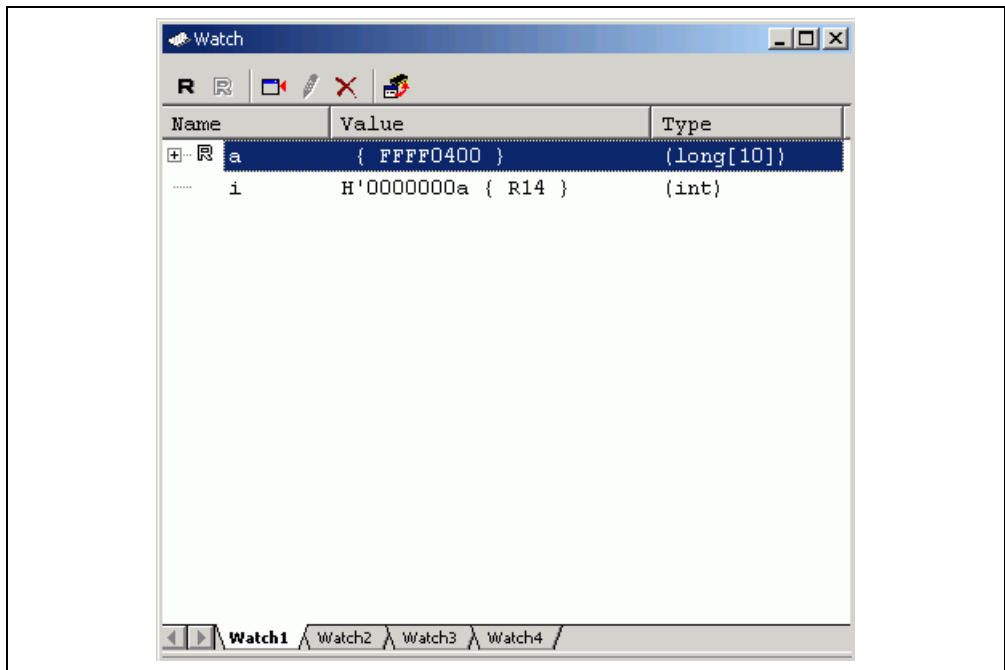 Watch
R R
Name Value Type
R a { FFFF0400 } (long[10])
i H'0000000a { R14 } (int)
Watch1 Watch2 Watch3 Watch4